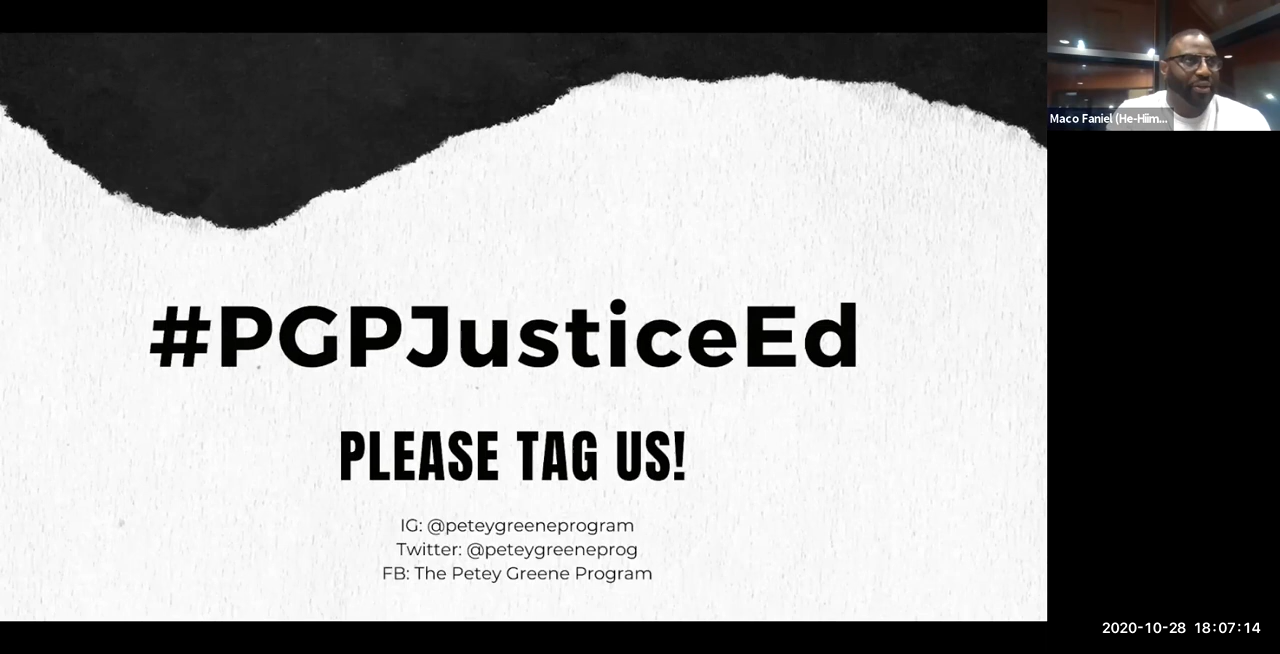 #PGPJusticeEd
PLEASE TAG US!
IG: @peteygreeneprogram
Twitter: @peteygreeneprog
FB: The Petey Greene Program
Maco Faniel (He-Hiim...
2020-10-28 18:07:14